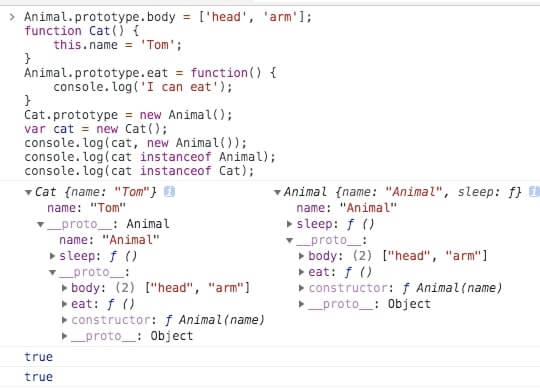 > Animal.prototype.body = ['head', 'arm'];
function Cat() {
    this.name = 'Tom';
}
Animal.prototype.eat = function() {
    console.log('I can eat');
}
Cat.prototype = new Animal();
var cat = new Cat();
console.log(cat, new Animal());
console.log(cat instanceof Animal);
console.log(cat instanceof Cat);
▼Cat {name: "Tom"} i
name: "Tom"
▼__proto__: Animal
name: "Animal"
▶sleep: ƒ ()
▼__proto__:
▶body: (2) ["head", "arm"]
▶eat: ƒ ()
▶constructor: ƒ Animal(name)
▶__proto__: Object
▼Animal {name: "Animal", sleep: ƒ} i
name: "Animal"
▶sleep: ƒ ()
▼__proto__:
▶body: (2) ["head", "arm"]
▶eat: ƒ ()
▶constructor: ƒ Animal(name)
▶__proto__: Object
true
true